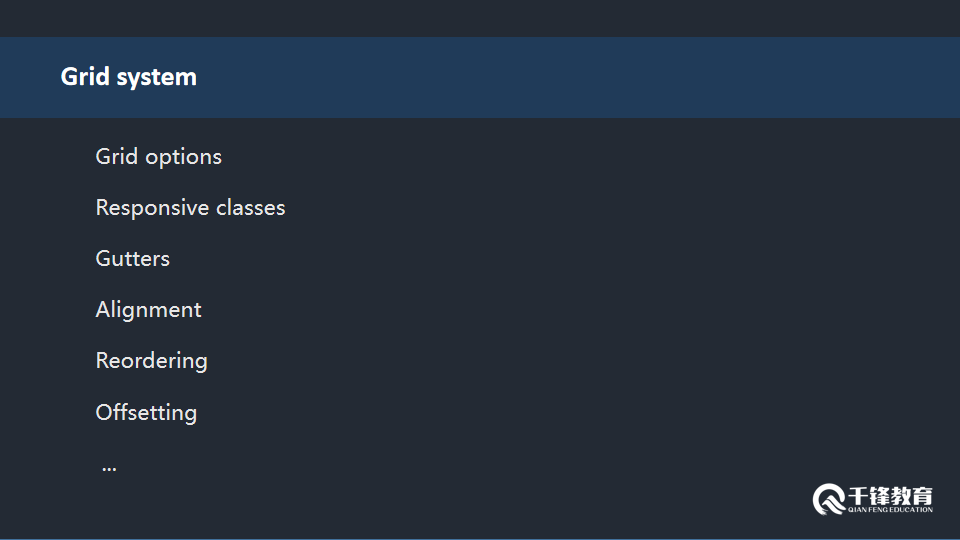 Grid system
Grid options
Responsive classes
Gutters
Alignment
Reordering
Offsetting
...
千锋教育
QIAN FENG EDUCATION